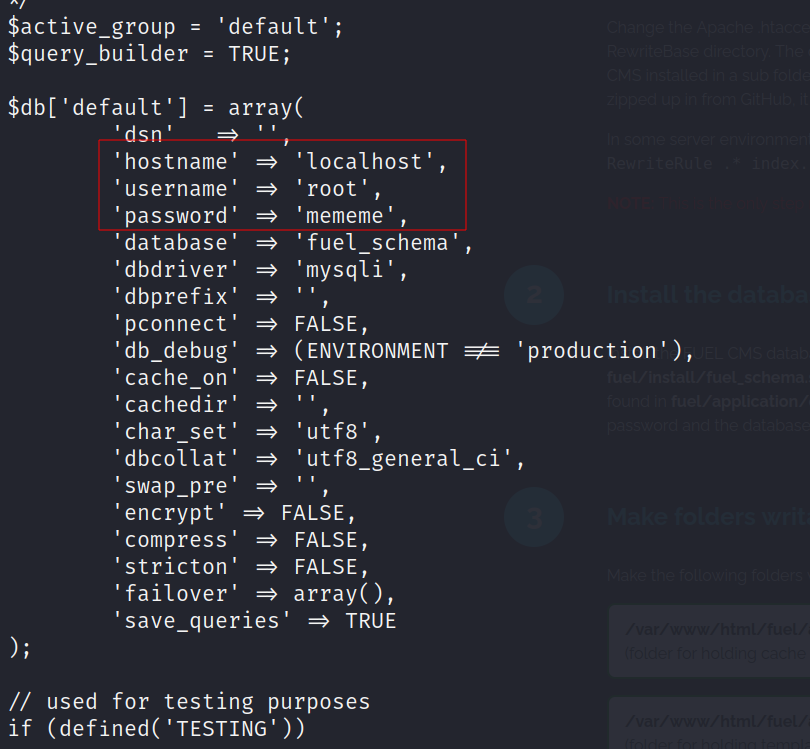 */
$active_group = 'default';
$query_builder = TRUE;
$db['default'] = array(
'dsn' => '',
'hostname' => 'localhost',
'username' => 'root',
'password' => 'mememe',
'database' => 'fuel_schema',
'dbdriver' => 'mysqli',
'dbprefix' => '',
'pconnect' => FALSE,
'db_debug' => (ENVIRONMENT !== 'production'),
'cache_on' => FALSE,
'cachedir' => '',
'char_set' => 'utf8',
'dbcollat' => 'utf8_general_ci',
'swap_pre' => '',
'encrypt' => FALSE,
'compress' => FALSE,
'stricton' => FALSE,
'failover' => array(),
'save_queries' => TRUE
);
// used for testing purposes
if (defined('TESTING'))
Change the Apache .htacce
RewriteBase directory. The
CMS installed in a sub folde
zipped up in from GitHub, it
In some server environmen
RewriteRule .* index.
2
Install the databa
FUEL CMS datab
fuel/install/fuel_schema.
found in fuel/application/
password and the database
3
Make folders writ
Make the following folders
/var/www/html/fuel/
(folder for holding cache
/var/www/html/fuel/